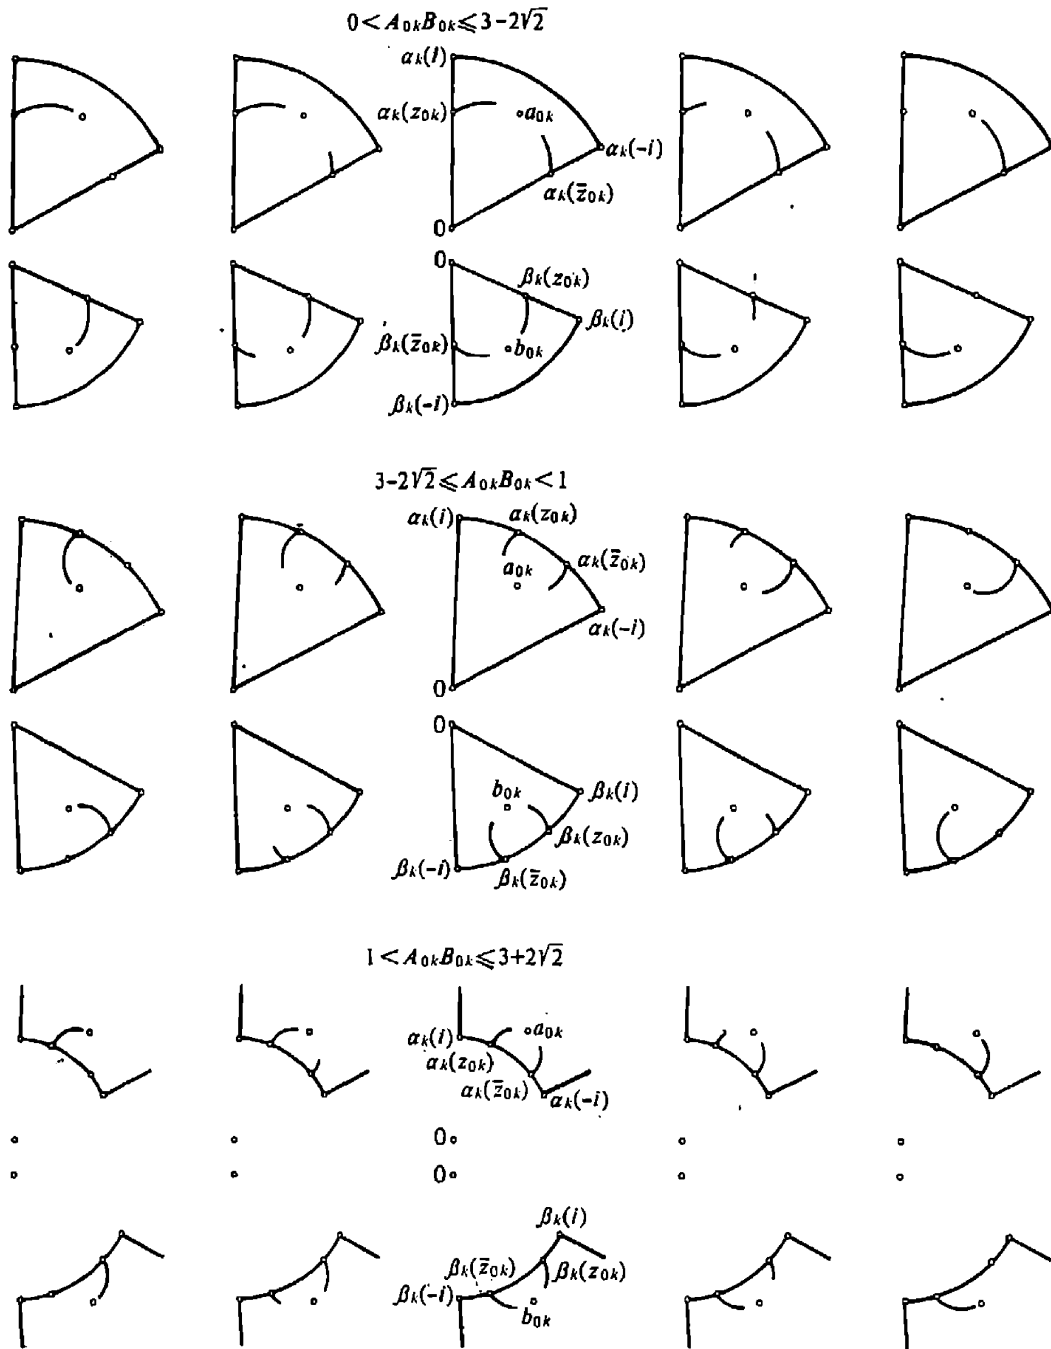 0 < A₀ₖB₀ₖ ⩽ 3−2√2
αₖ(i)
αₖ(z₀ₖ)
a₀ₖ
αₖ(−i)
αₖ(z̄₀ₖ)
0
0
βₖ(z₀ₖ)
βₖ(i)
βₖ(z̄₀ₖ)
b₀ₖ
βₖ(−i)
3−2√2 ⩽ A₀ₖB₀ₖ < 1
αₖ(i)
αₖ(z₀ₖ)
αₖ(z̄₀ₖ)
a₀ₖ
αₖ(−i)
0
0
b₀ₖ
βₖ(i)
βₖ(z₀ₖ)
βₖ(−i)
βₖ(z̄₀ₖ)
1 < A₀ₖB₀ₖ ⩽ 3+2√2
a₀ₖ
αₖ(i)
αₖ(z₀ₖ)
αₖ(z̄₀ₖ)
αₖ(−i)
0
0
βₖ(i)
βₖ(z̄₀ₖ)
βₖ(z₀ₖ)
βₖ(−i)
b₀ₖ